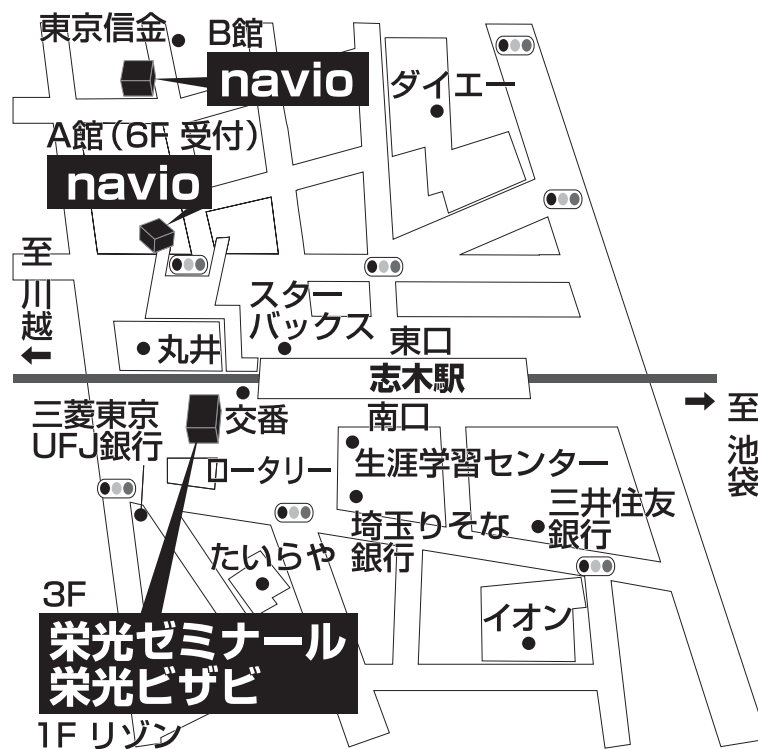 東京信金
B館
navio
ダイエー
A館（6F 受付）
navio
至 川越
スター
バックス
東口
丸井
志木駅
至 池袋
三菱東京
UFJ銀行
交番
南口
ロータリー
生涯学習センター
三井住友
銀行
埼玉りそな
銀行
たいらや
イオン
3F
栄光ゼミナール
栄光ビザビ
1F リゾン